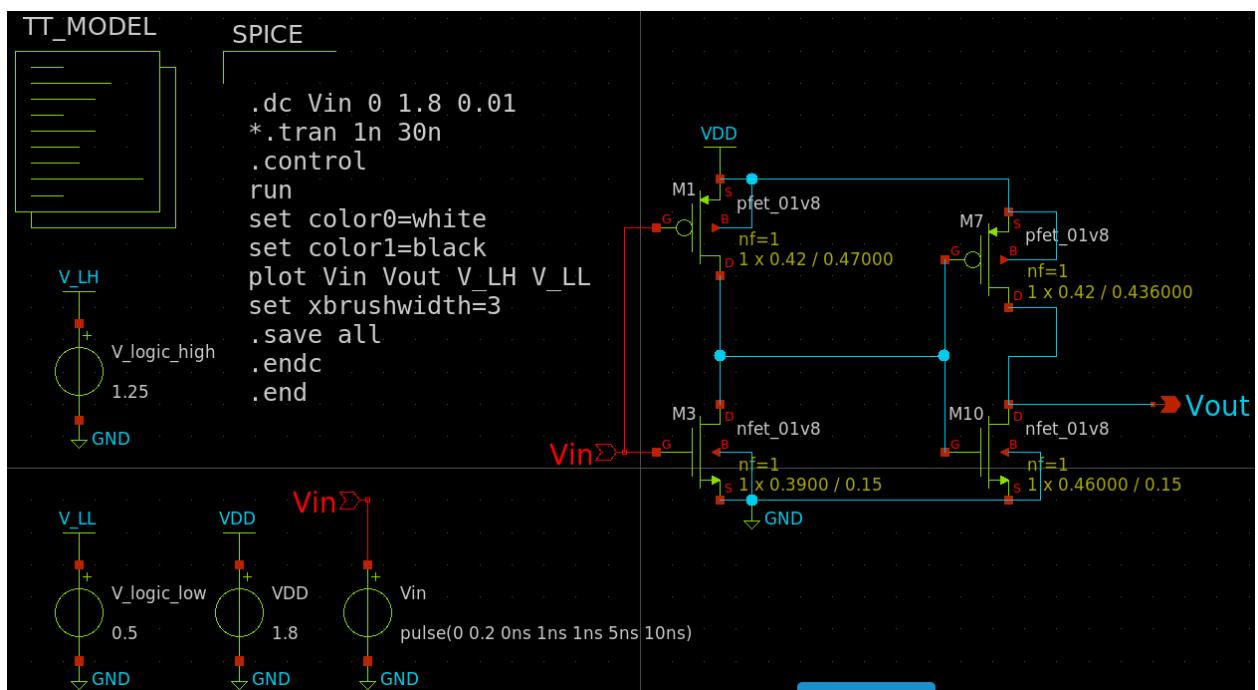 TT_MODEL
SPICE
.dc Vin 0 1.8 0.01
*.tran 1n 30n
.control
run
set color0=white
set color1=black
plot Vin Vout V_LH V_LL
set xbrushwidth=3
.save all
.endc
.end
V_LH
+
V_logic_high
1.25
GND
V_LL
+
V_logic_low
0.5
GND
VDD
+
VDD
1.8
GND
Vin
+
Vin
pulse(0 0.2 0ns 1ns 1ns 5ns 10ns)
GND
VDD
M1
S
G
B
D
pfet_01v8
nf=1
1 x 0.42 / 0.47000
M7
S
G
B
D
pfet_01v8
nf=1
1 x 0.42 / 0.436000
Vin
M3
D
G
B
S
nfet_01v8
nf=1
1 x 0.3900 / 0.15
GND
M10
D
G
B
S
nfet_01v8
nf=1
1 x 0.46000 / 0.15
Vout